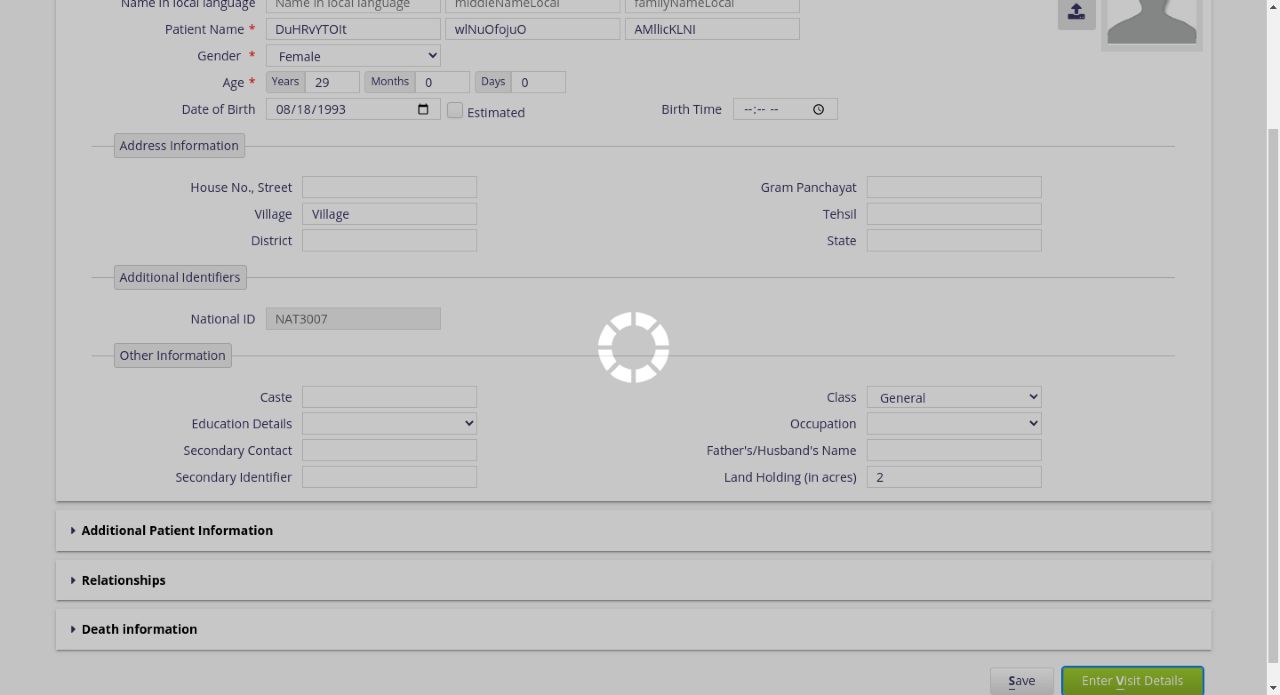 Name in local language Name in local language middleNameLocal familyNameLocal
Patient Name * DuHRvYTOIt wlNuOfojuO AMllicKLNI
Gender * Female
Age * Years 29 Months 0 Days 0
Date of Birth 08/18/1993 Estimated Birth Time --:-- --
Address Information
House No., Street Gram Panchayat
Village Village Tehsil
District State
Additional Identifiers
National ID NAT3007
Other Information
Caste Class General
Education Details Occupation
Secondary Contact Father's/Husband's Name
Secondary Identifier Land Holding (in acres) 2
Additional Patient Information
Relationships
Death information
Save Enter Visit Details